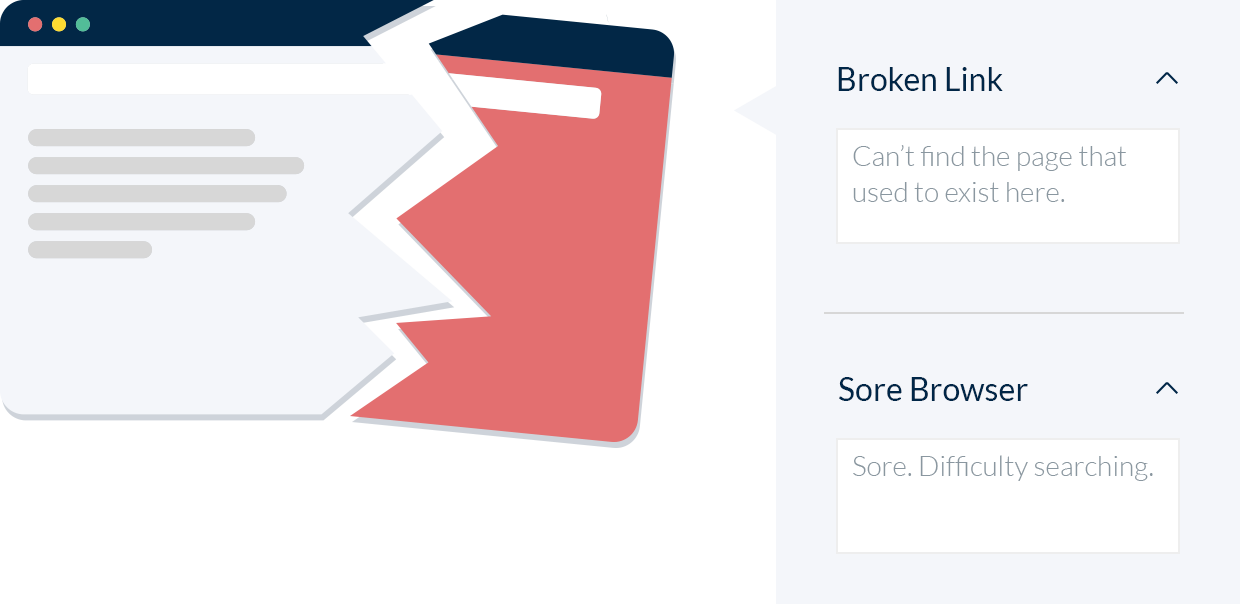 Broken Link
Can’t find the page that
used to exist here.
Sore Browser
Sore. Difficulty searching.